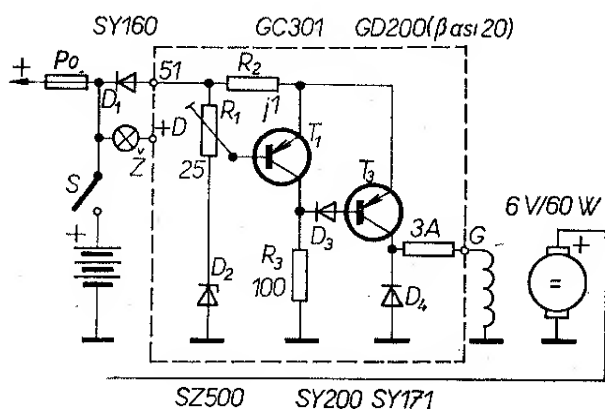 SY160 GC301 GD200(βasi 20)
+ Po. 51 R2
D1 R1 j1
+D T1
Ž 25 T3
S 6 V/60 W
3A G +
+ D3
D2 R3 D4
100 =
SZ500 SY200 SY171